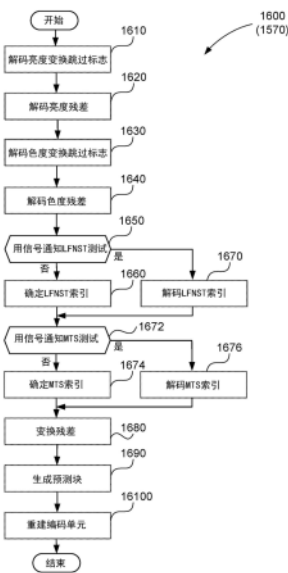 开始
1600
(1570)
1610
解码亮度变换跳过标志
1620
解码亮度残差
1630
解码色度变换跳过标志
1640
解码色度残差
1650
用信号通知LFNST测试
否
是
1660
确定LFNST索引
1670
解码LFNST索引
1672
用信号通知MTS测试
否
是
1674
确定MTS索引
1676
解码MTS索引
1680
变换残差
1690
生成预测块
16100
重建编码单元
结束